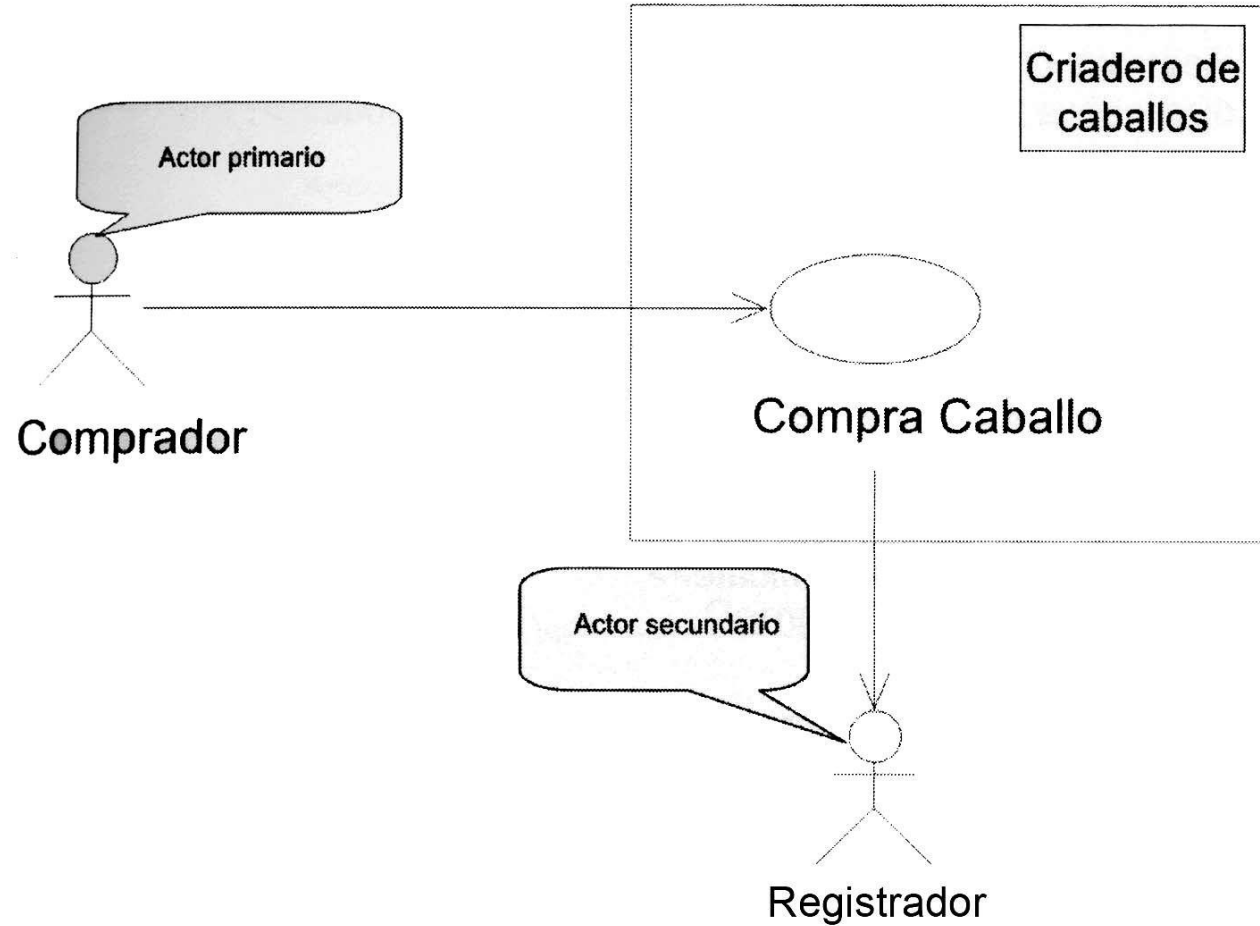 Criadero de
caballos
Actor primario
Comprador
Compra Caballo
Actor secundario
Registrador